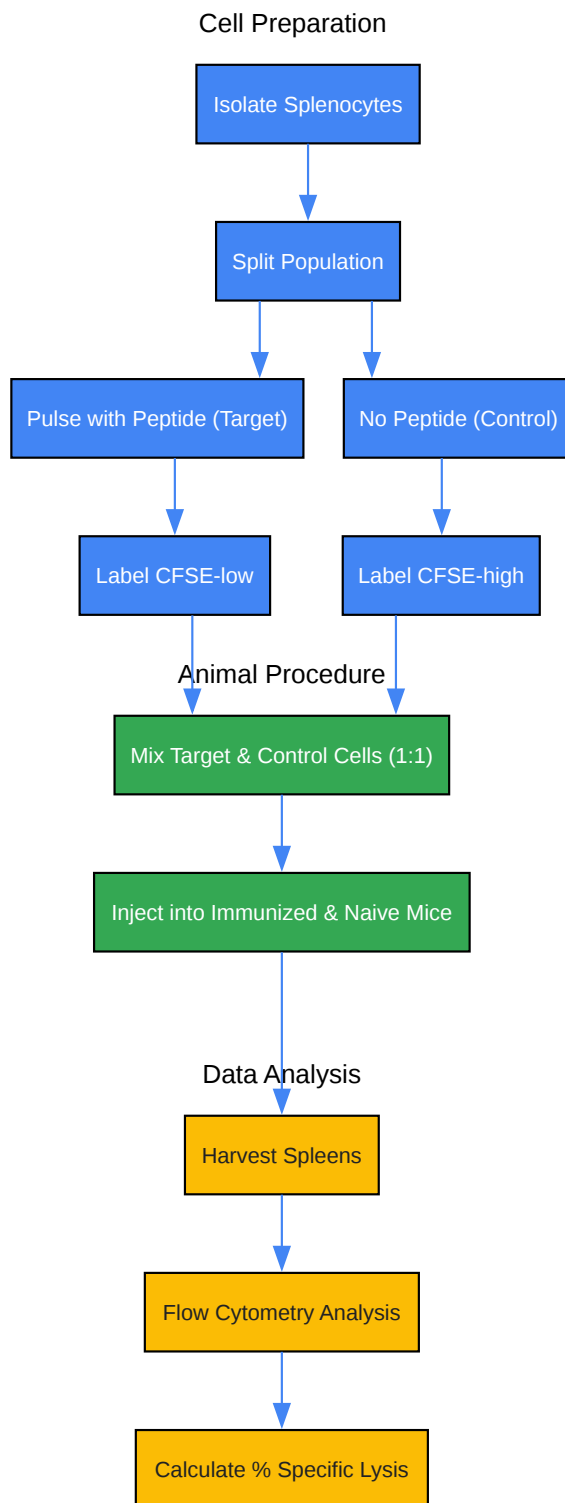 Cell Preparation
Isolate Splenocytes
Split Population
Pulse with Peptide (Target)
No Peptide (Control)
Label CFSE-low
Label CFSE-high
Animal Procedure
Mix Target & Control Cells (1:1)
Inject into Immunized & Naive Mice
Data Analysis
Harvest Spleens
Flow Cytometry Analysis
Calculate % Specific Lysis